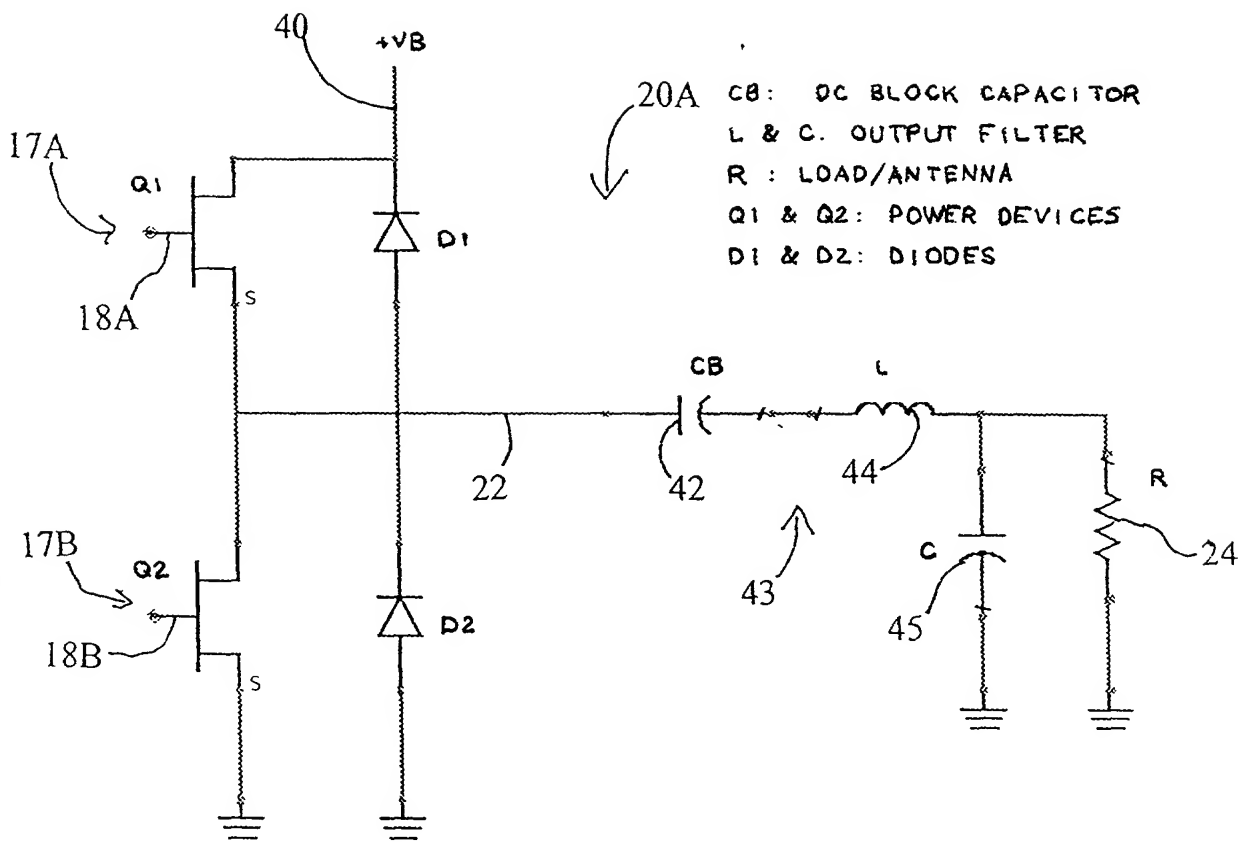 40
+VB
20A
CB: DC BLOCK CAPACITOR
L & C. OUTPUT FILTER
R : LOAD/ANTENNA
Q1 & Q2: POWER DEVICES
D1 & D2: DIODES
17A
Q1
D1
18A
S
CB
L
22
42
44
R
17B
Q2
C
24
43
D2
45
18B
S